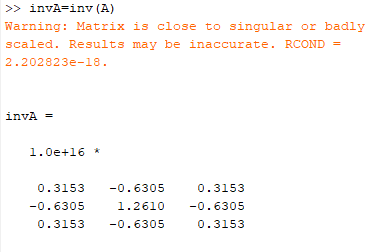 >> invA=inv(A)
Warning: Matrix is close to singular or badly
scaled. Results may be inaccurate. RCOND =
2.202823e-18.
invA =
1.0e+16 *
0.3153 -0.6305 0.3153
-0.6305 1.2610 -0.6305
0.3153 -0.6305 0.3153